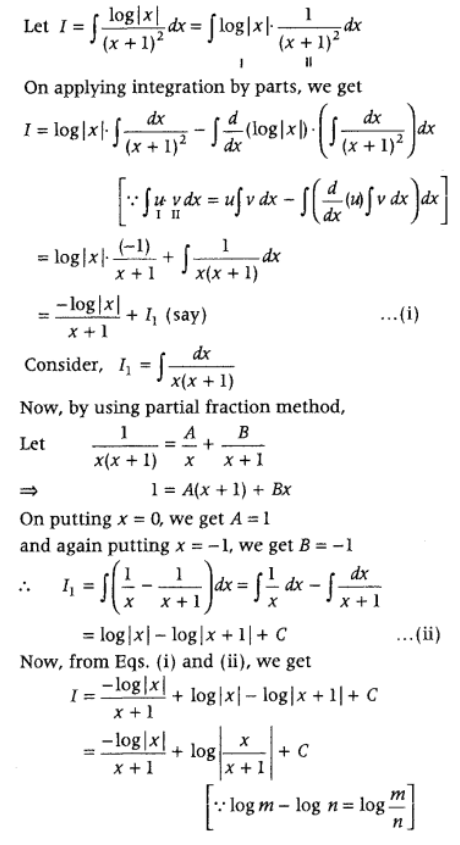 Let I = ∫ log|x|/(x + 1)² dx = ∫ log|x| · 1/(x + 1)² dx
I II
On applying integration by parts, we get
I = log|x| · ∫ dx/(x + 1)² − ∫ d/dx (log|x|) · (∫ dx/(x + 1)²) dx
[∵ ∫ u · v dx = u∫ v dx − ∫ (d/dx (u) ∫ v dx) dx]
I II
= log|x| · (−1)/(x + 1) + ∫ 1/(x(x + 1)) dx
= −log|x|/(x + 1) + I₁ (say) ...(i)
Consider, I₁ = ∫ dx/(x(x + 1))
Now, by using partial fraction method,
Let 1/(x(x + 1)) = A/x + B/(x + 1)
⇒ 1 = A(x + 1) + Bx
On putting x = 0, we get A = 1
and again putting x = −1, we get B = −1
∴ I₁ = ∫ (1/x − 1/(x + 1)) dx = ∫ 1/x dx − ∫ dx/(x + 1)
= log|x| − log|x + 1| + C ...(ii)
Now, from Eqs. (i) and (ii), we get
I = −log|x|/(x + 1) + log|x| − log|x + 1| + C
= −log|x|/(x + 1) + log|x/(x + 1)| + C
[∵ log m − log n = log m/n]